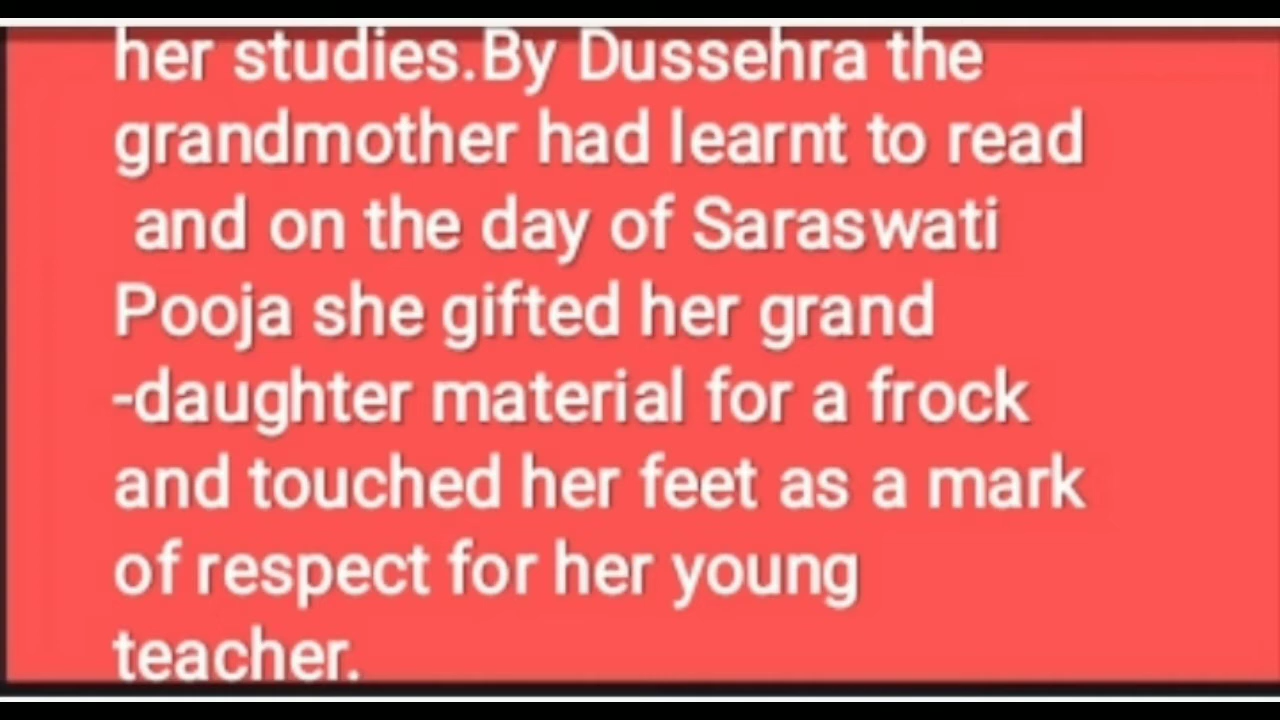 her studies.By Dussehra the
grandmother had learnt to read
and on the day of Saraswati
Pooja she gifted her grand
-daughter material for a frock
and touched her feet as a mark
of respect for her young
teacher.